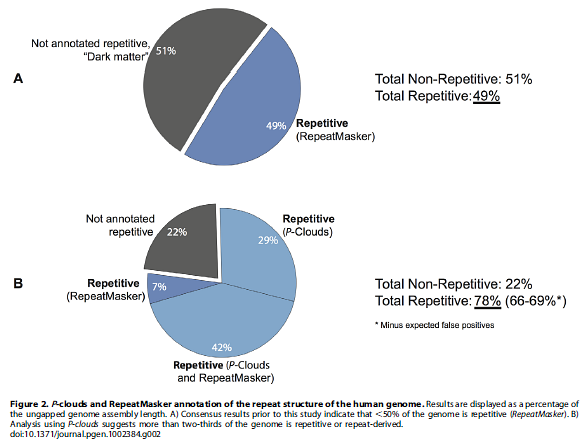 Not annotated repetitive,
"Dark matter"
51%
A
49%
Repetitive
(RepeatMasker)
Total Non-Repetitive: 51%
Total Repetitive: 49%
Not annotated
repetitive
22%
Repetitive
(P-Clouds)
29%
B
Repetitive
(RepeatMasker)
7%
42%
Repetitive (P-Clouds
and RepeatMasker)
Total Non-Repetitive: 22%
Total Repetitive: 78% (66-69%*)
* Minus expected false positives
Figure 2. P-clouds and RepeatMasker annotation of the repeat structure of the human genome. Results are displayed as a percentage of
the ungapped genome assembly length. A) Consensus results prior to this study indicate that <50% of the genome is repetitive (RepeatMasker). B)
Analysis using P-clouds suggests more than two-thirds of the genome is repetitive or repeat-derived.
doi:10.1371/journal.pgen.1002384.g002